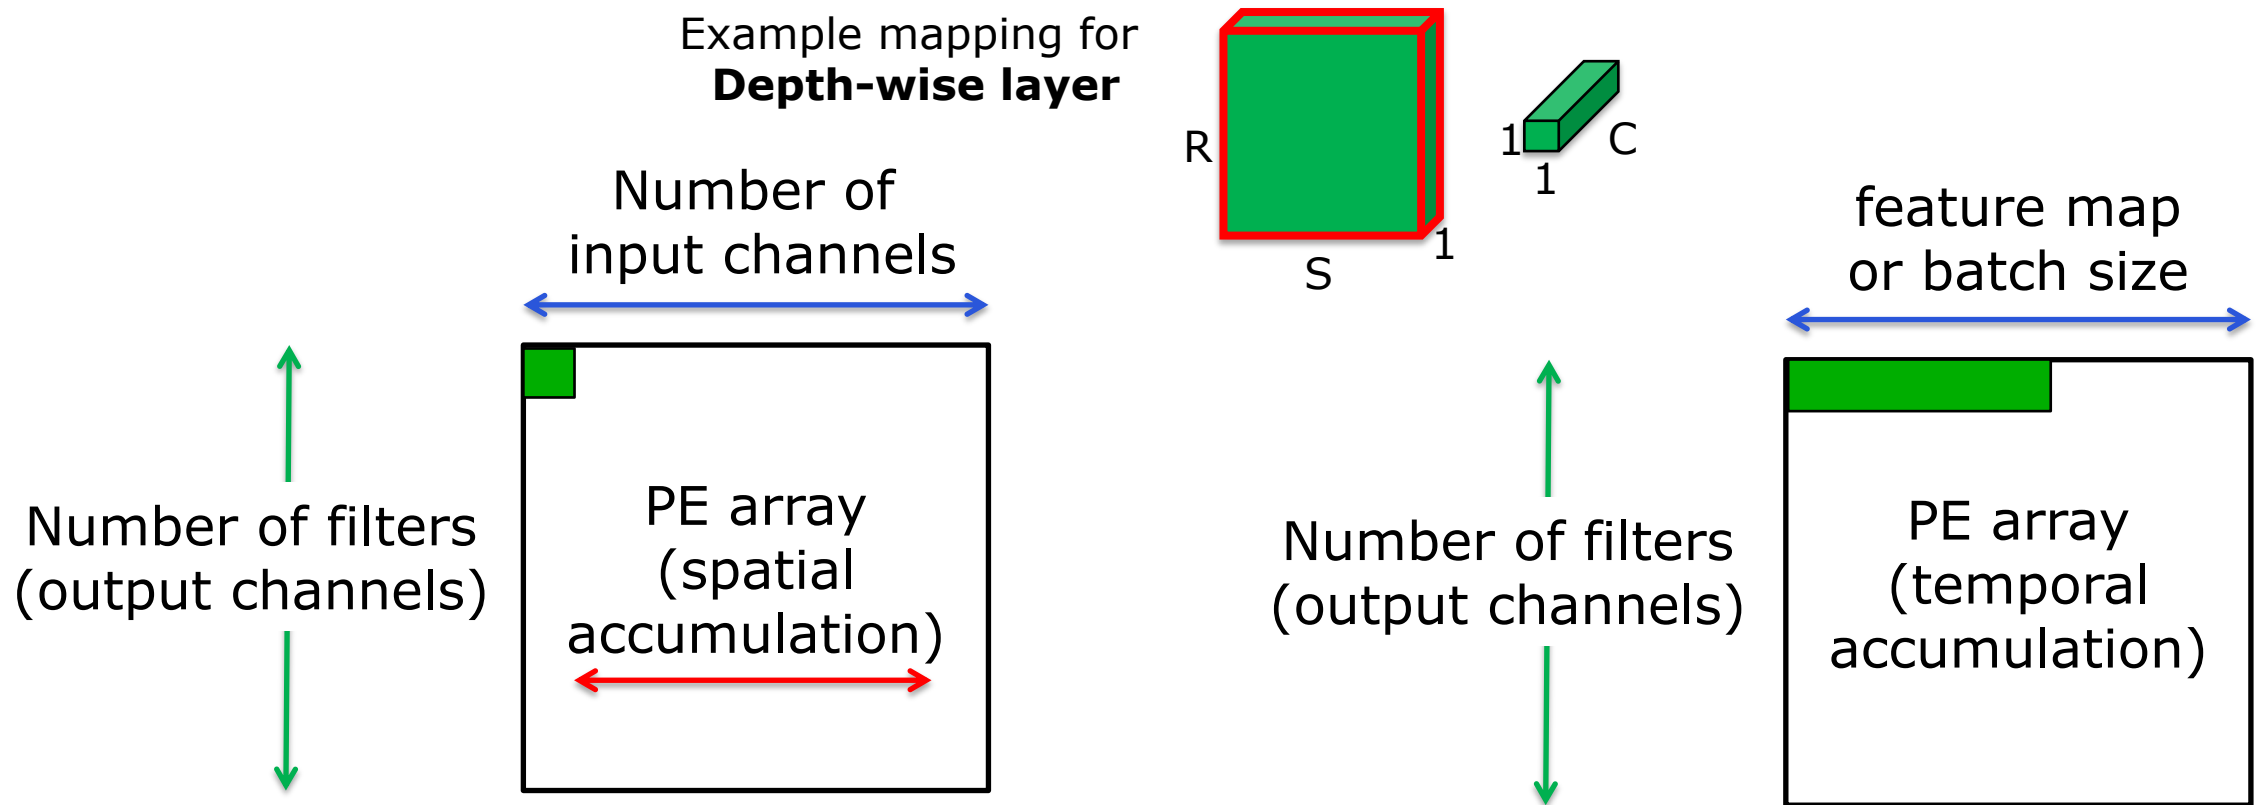 Example mapping for
Depth-wise layer
R
S
1
1
1
C
Number of
input channels
Number of filters
(output channels)
PE array
(spatial
accumulation)
feature map
or batch size
Number of filters
(output channels)
PE array
(temporal
accumulation)